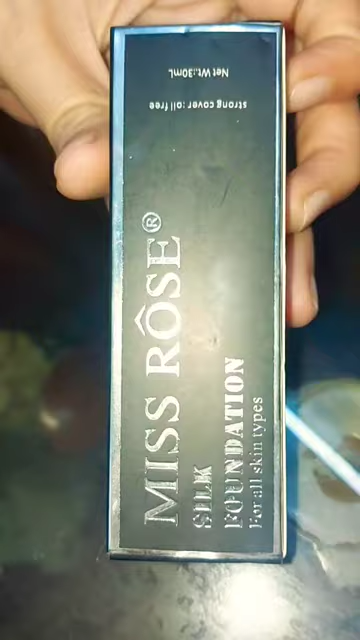 MISS RÔSE®
SILK
FOUNDATION
For all skin types
strong cover: oil free
Net.Wt:30mL